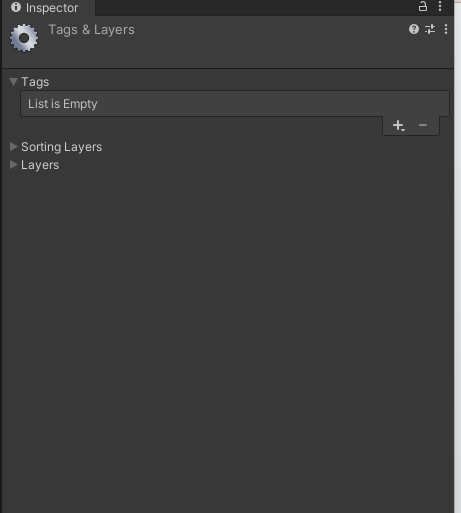 Inspector
Tags & Layers
Tags
List is Empty
Sorting Layers
Layers